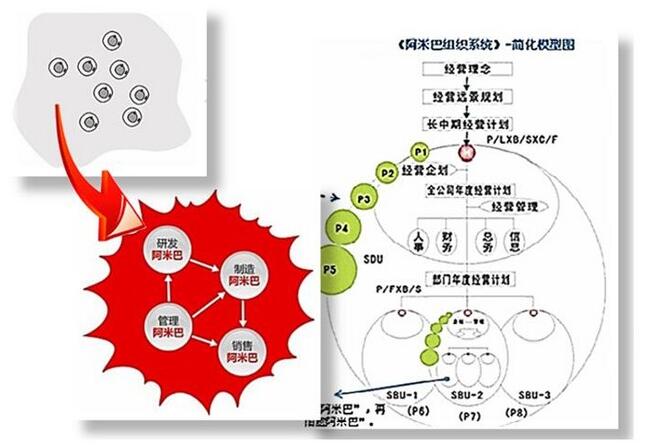 《阿米巴组织系统》-简化模型图
经营理念
经营远景规划
长中期经营计划
P/LXB/SXC/F
P1
P2
经营企划
P3
全公司年度经营计划
经营管理
P4
人事
财务
总务
信息
P5
SDU
部门年度经营计划
P/FXB/S
SBU-1
SBU-2
SBU-3
(P6)
(P7)
(P8)
阿米巴”，再
阿米巴”。
研发
阿米巴
制造
阿米巴
管理
阿米巴
销售
阿米巴